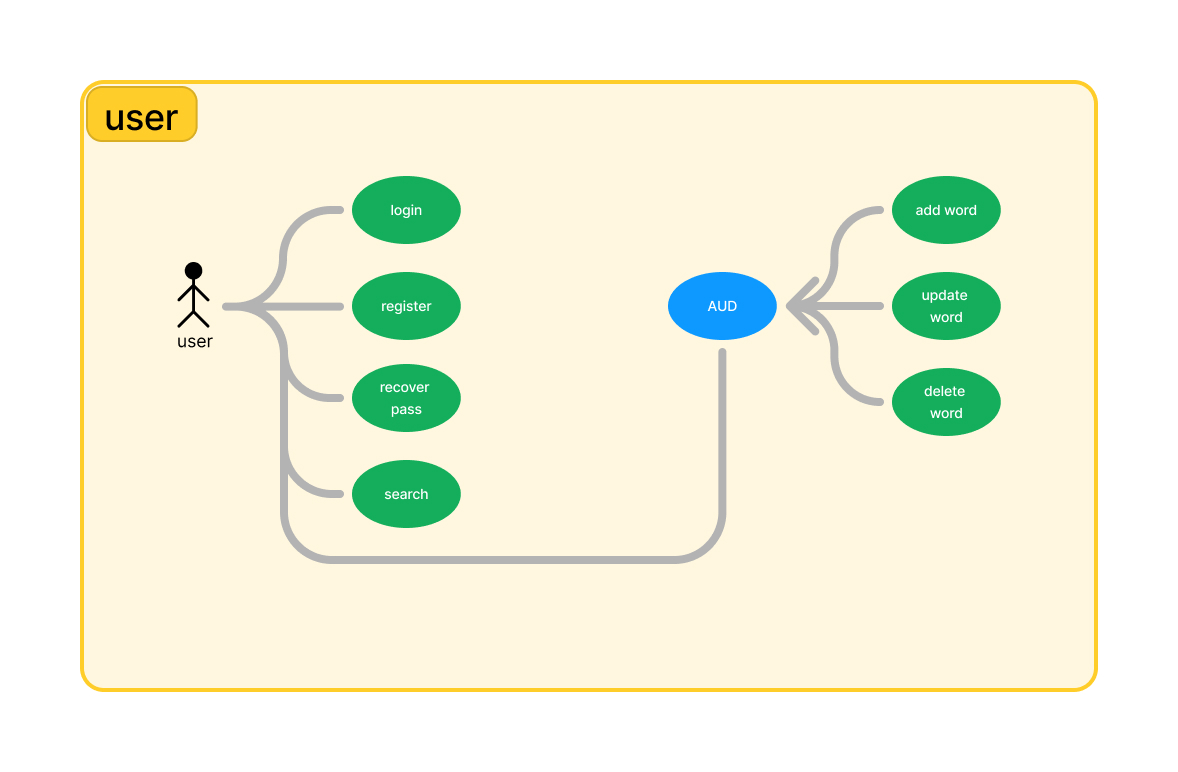 user
login
register
recover
pass
search
user
AUD
add word
update
word
delete
word